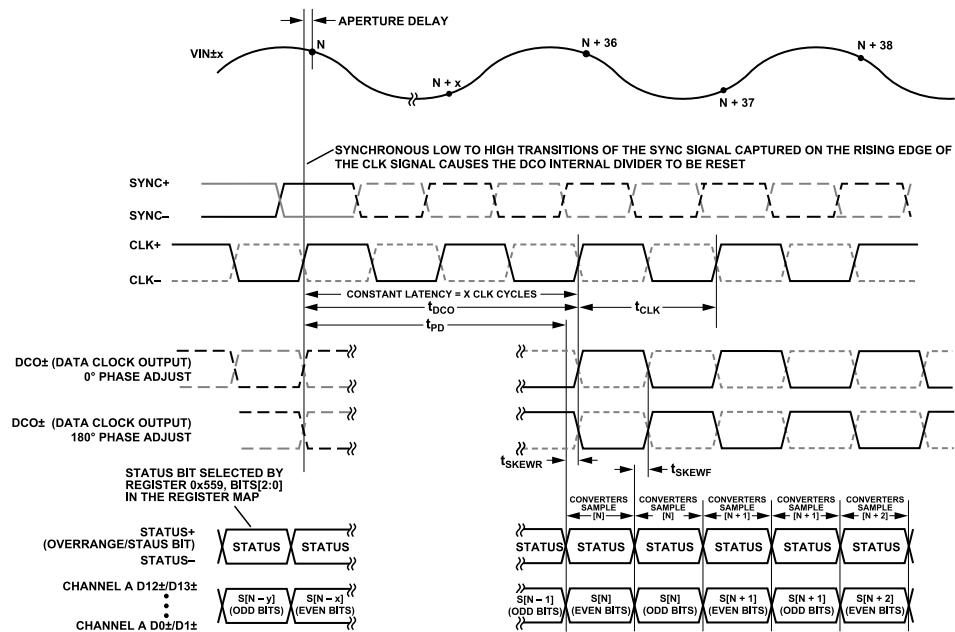 APERTURE DELAY
VIN±x
N
N + x
N + 36
N + 37
N + 38
SYNCHRONOUS LOW TO HIGH TRANSITIONS OF THE SYNC SIGNAL CAPTURED ON THE RISING EDGE OF
THE CLK SIGNAL CAUSES THE DCO INTERNAL DIVIDER TO BE RESET
SYNC+
SYNC–
CLK+
CLK–
CONSTANT LATENCY = X CLK CYCLES
tDCO
tCLK
tPD
DCO± (DATA CLOCK OUTPUT)
0° PHASE ADJUST
DCO± (DATA CLOCK OUTPUT)
180° PHASE ADJUST
tSKEWR
tSKEWF
STATUS BIT SELECTED BY
REGISTER 0x559, BITS[2:0]
IN THE REGISTER MAP
CONVERTERS
SAMPLE
[N]
CONVERTERS
SAMPLE
[N]
CONVERTERS
SAMPLE
[N + 1]
CONVERTERS
SAMPLE
[N + 1]
CONVERTERS
SAMPLE
[N + 2]
STATUS+
(OVERRANGE/STAUS BIT)
STATUS–
STATUS
STATUS
STATUS
STATUS
STATUS
STATUS
STATUS
STATUS
CHANNEL A D12±/D13±
CHANNEL A D0±/D1±
S[N – y]
(ODD BITS)
S[N – x]
(EVEN BITS)
S[N – 1]
(ODD BITS)
S[N]
(EVEN BITS)
S[N]
(ODD BITS)
S[N + 1]
(EVEN BITS)
S[N + 1]
(ODD BITS)
S[N + 2]
(EVEN BITS)